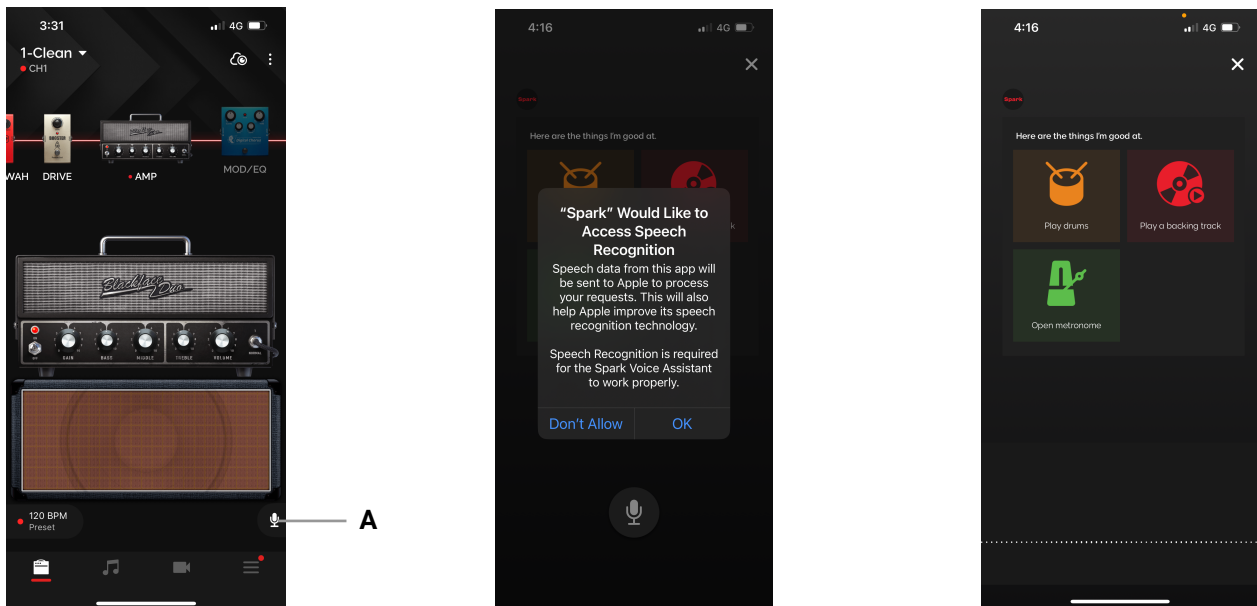 3:31
4G
1-Clean
CH1
WAH
DRIVE
AMP
MOD/EQ
Blackface
Duo
GAIN
BASS
MIDDLE
TREBLE
VOLUME
120 BPM
Preset
A
4:16
4G
Spark
Here are the things I'm good at.
"Spark" Would Like to
Access Speech
Recognition
Speech data from this app will
be sent to Apple to process
your requests. This will also
help Apple improve its speech
recognition technology.
Speech Recognition is required
for the Spark Voice Assistant
to work properly.
Don't Allow
OK
4:16
4G
Spark
Here are the things I'm good at.
Play drums
Play a backing track
Open metronome